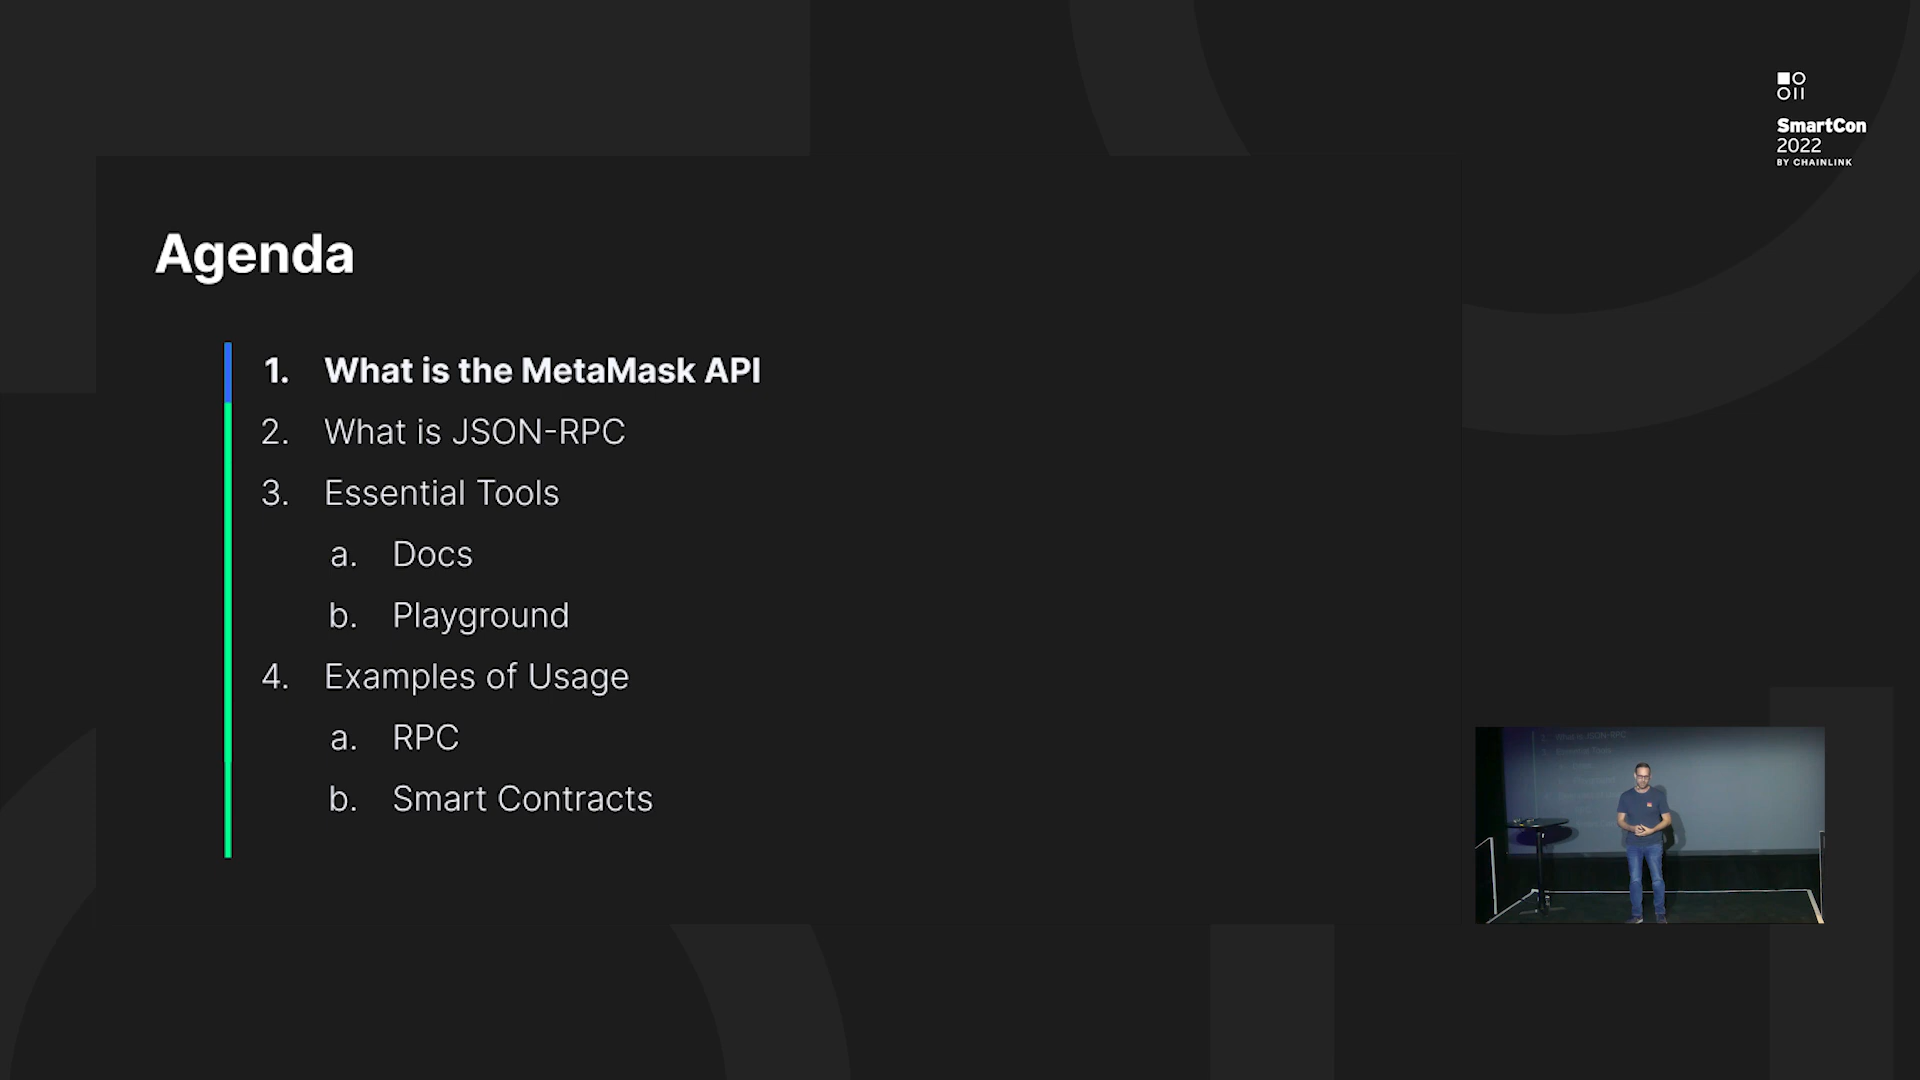 SmartCon
2022
BY CHAINLINK
Agenda
1. What is the MetaMask API
2. What is JSON-RPC
3. Essential Tools
a. Docs
b. Playground
4. Examples of Usage
a. RPC
b. Smart Contracts